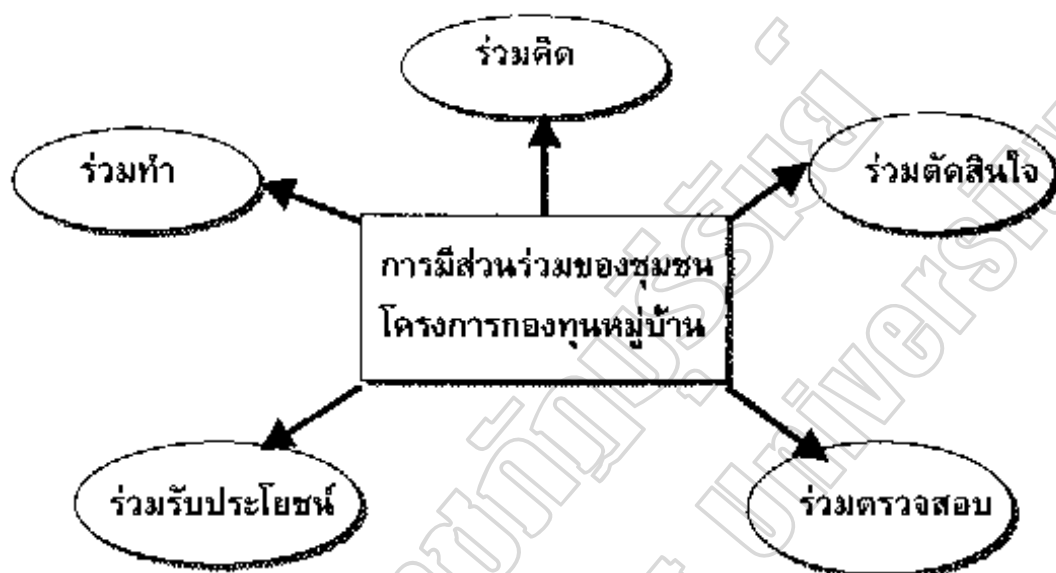 ร่วมคิด
ร่วมทำ
ร่วมตัดสินใจ
การมีส่วนร่วมของชุมชน
โครงการกองทุนหมู่บ้าน
ร่วมรับประโยชน์
ร่วมตรวจสอบ